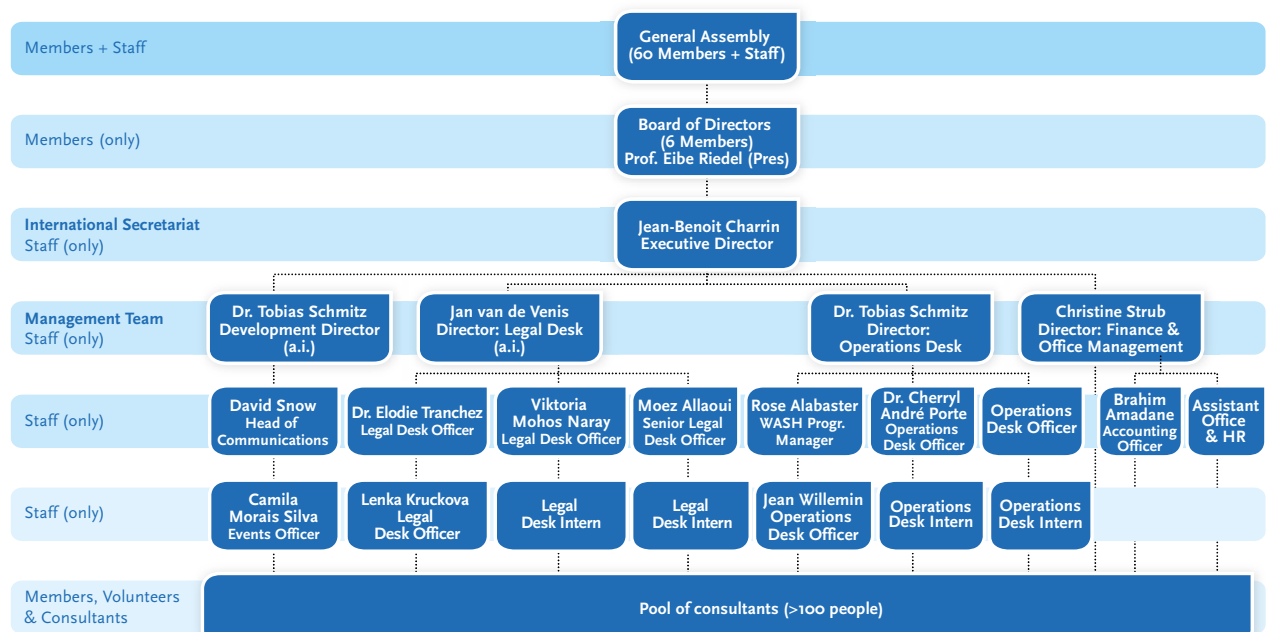 Members + Staff
General Assembly
(60 Members + Staff)
Members (only)
Board of Directors
(6 Members)
Prof. Eibe Riedel (Pres)
International Secretariat
Staff (only)
Jean-Benoit Charrin
Executive Director
Management Team
Staff (only)
Dr. Tobias Schmitz
Development Director
(a.i.)
Jan van de Venis
Director: Legal Desk
(a.i.)
Dr. Tobias Schmitz
Director:
Operations Desk
Christine Strub
Director: Finance &
Office Management
Staff (only)
David Snow
Head of
Communications
Dr. Elodie Tranchez
Legal Desk Officer
Viktoria
Mohos Naray
Legal Desk Officer
Moez Allaoui
Senior Legal
Desk Officer
Rose Alabaster
WASH Progr.
Manager
Dr. Cherryl
André Porte
Operations
Desk Officer
Operations
Desk Officer
Brahim
Amadane
Accounting
Officer
Assistant
Office
& HR
Staff (only)
Camila
Morais Silva
Events Officer
Lenka Kruckova
Legal
Desk Officer
Legal
Desk Intern
Legal
Desk Intern
Jean Willemin
Operations
Desk Officer
Operations
Desk Intern
Operations
Desk Intern
Members, Volunteers
& Consultants
Pool of consultants (>100 people)